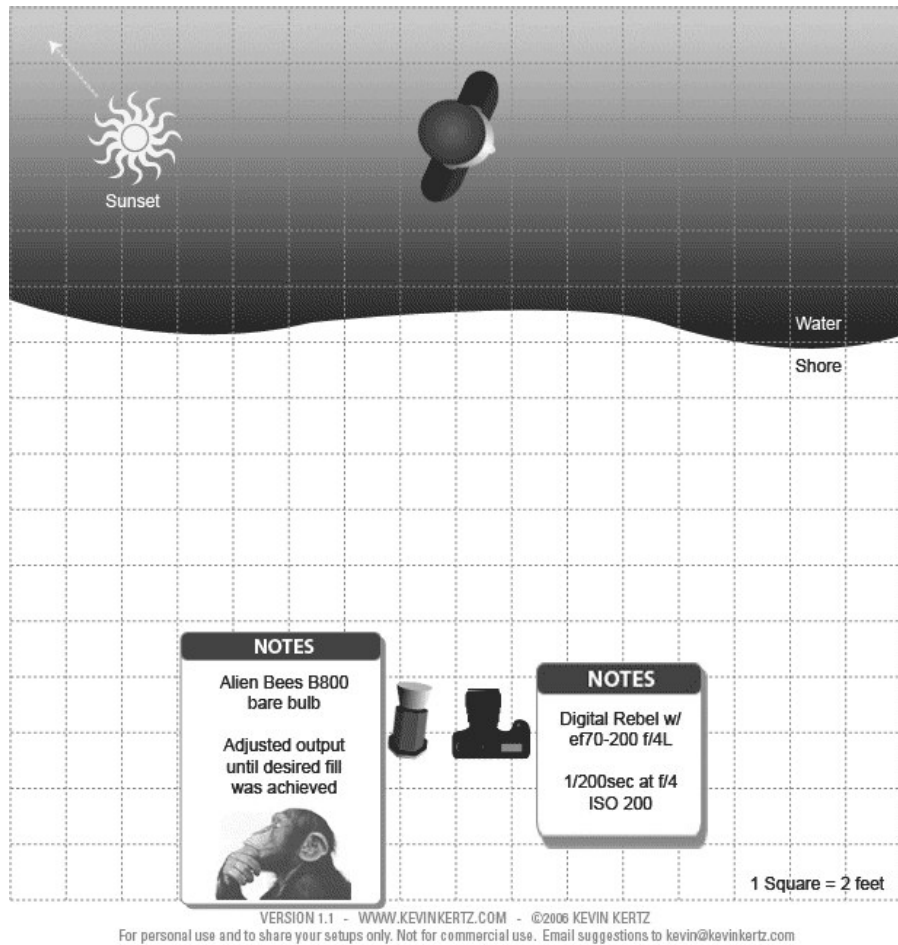 Sunset
Water
Shore
NOTES
Alien Bees B800
bare bulb
Adjusted output
until desired fill
was achieved
NOTES
Digital Rebel w/
ef70-200 f/4L
1/200sec at f/4
ISO 200
1 Square = 2 feet
VERSION 1.1 - WWW.KEVINKERTZ.COM - ©2006 KEVIN KERTZ
For personal use and to share your setups only. Not for commercial use. Email suggestions to kevin@kevinkertz.com